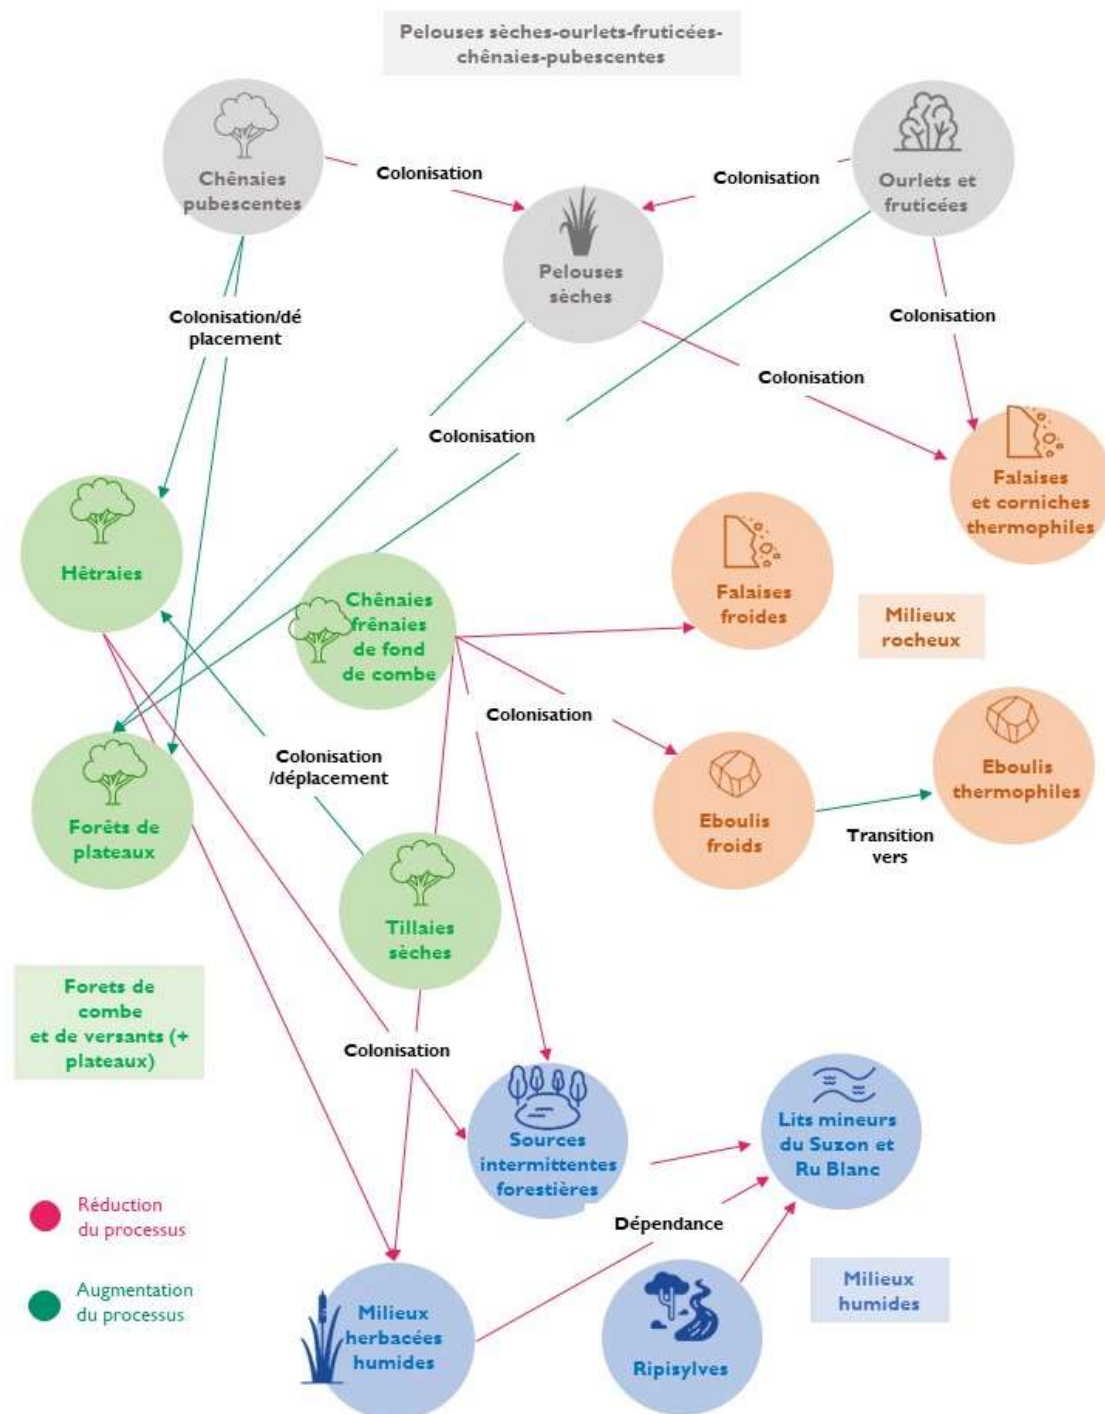 Pelouses sèches-ourlets-fruticées-
chênaies-pubescentes
Chênaies
pubescentes
Colonisation
Colonisation
Ourlets et
fruticées
Pelouses
sèches
Colonisation/dé
placement
Colonisation
Colonisation
Colonisation
Falaises
et corniches
thermophiles
Hêtraies
Chênaies
frênaies
de fond
de combe
Falaises
froides
Milieux
rocheux
Colonisation
Colonisation
/déplacement
Eboulis
thermophiles
Forêts de
plateaux
Eboulis
froids
Transition
vers
Tillaies
sèches
Forets de
combe
et de versants (+
plateaux)
Colonisation
Sources
intermittentes
forestières
Lits mineurs
du Suzon et
Ru Blanc
Réduction
du processus
Dépendance
Augmentation
du processus
Milieux
herbacées
humides
Ripisylves
Milieux
humides